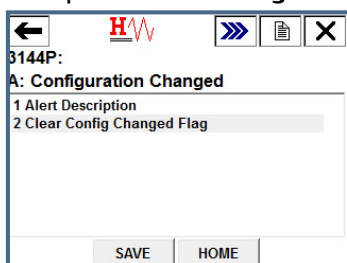 H
3144P:
A: Configuration Changed
1 Alert Description
2 Clear Config Changed Flag
SAVE HOME